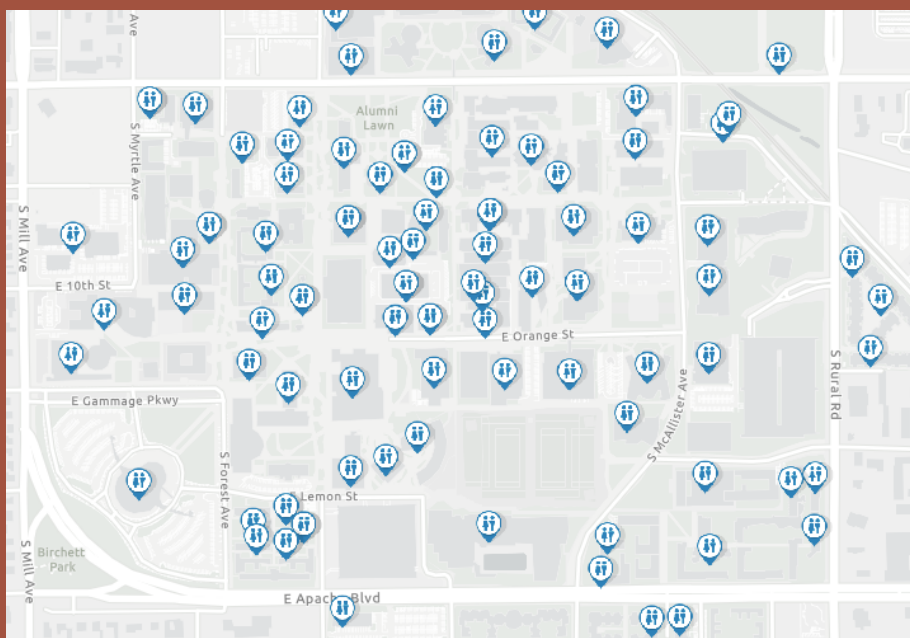 Ave
Alumni
Lawn
S Myrtle Ave
S Mill Ave
E 10th St
E Orange St
S Rural Rd
S McAllister Ave
E Gammage Pkwy
S Forest Ave
E Lemon St
Birchett
Park
S Mill Ave
E Apache Blvd